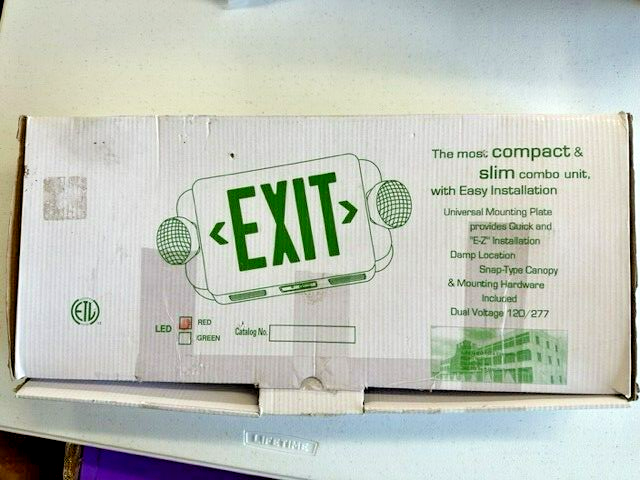 The most compact &
slim combo unit,
with Easy Installation
EXIT
Universal Mounting Plate
provides Quick and
"E-Z" Installation
Damp Location
Snap-Type Canopy
& Mounting Hardware
Included
Dual Voltage 120/277
ETL
LED
RED
GREEN
Catalog No.
LIFETIME